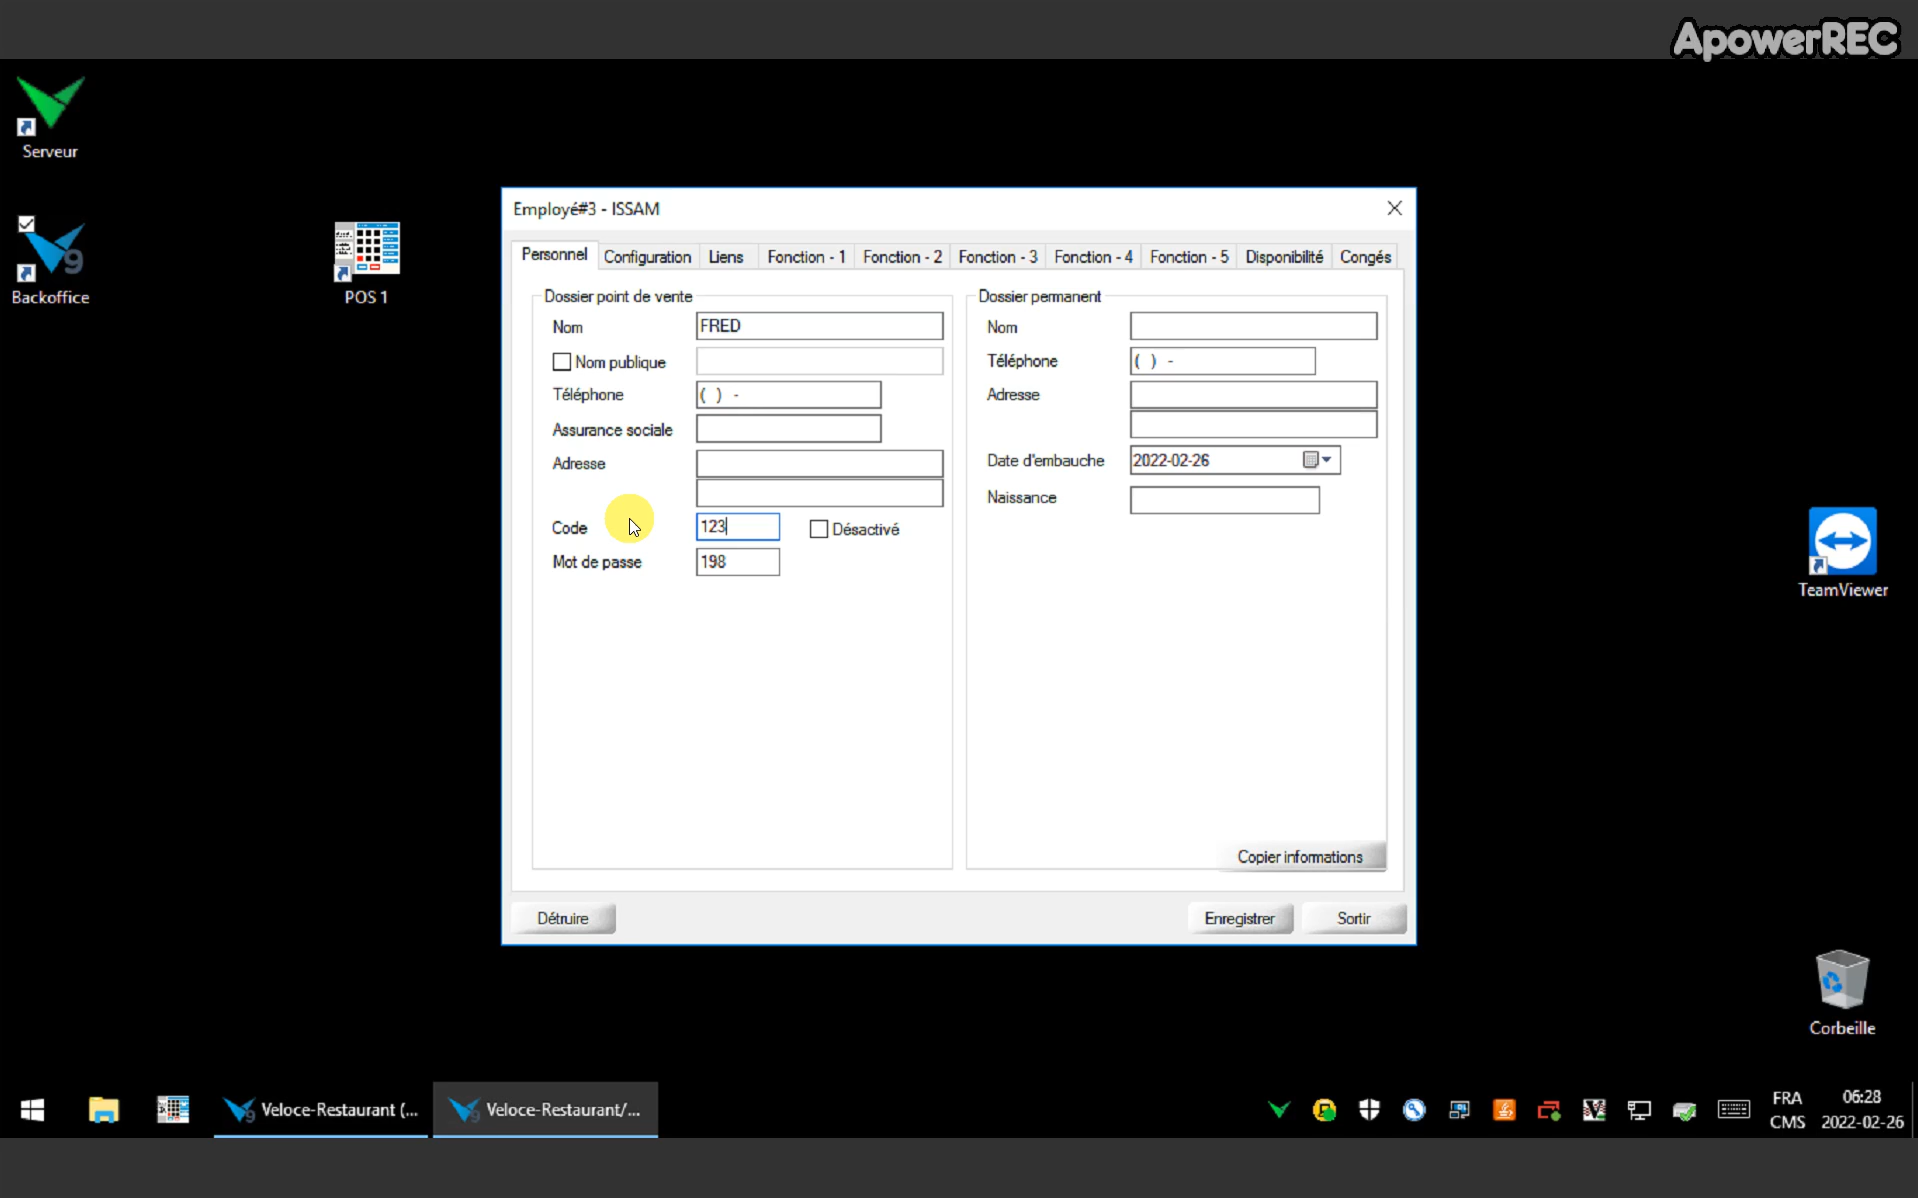 ApowerREC
Serveur
Backoffice
POS 1
Employé#3 - ISSAM
Personnel Configuration Liens Fonction - 1 Fonction - 2 Fonction - 3 Fonction - 4 Fonction - 5 Disponibilité Congés
Dossier point de vente
Nom FRED
Nom publique
Téléphone ( ) -
Assurance sociale
Adresse
Code 123 Désactivé
Mot de passe 198
Dossier permanent
Nom
Téléphone ( ) -
Adresse
Date d'embauche 2022-02-26
Naissance
Copier informations
Détruire Enregistrer Sortir
TeamViewer
Corbeille
9 Veloce-Restaurant (...
9 Veloce-Restaurant/...
FRA
CMS
06:28
2022-02-26